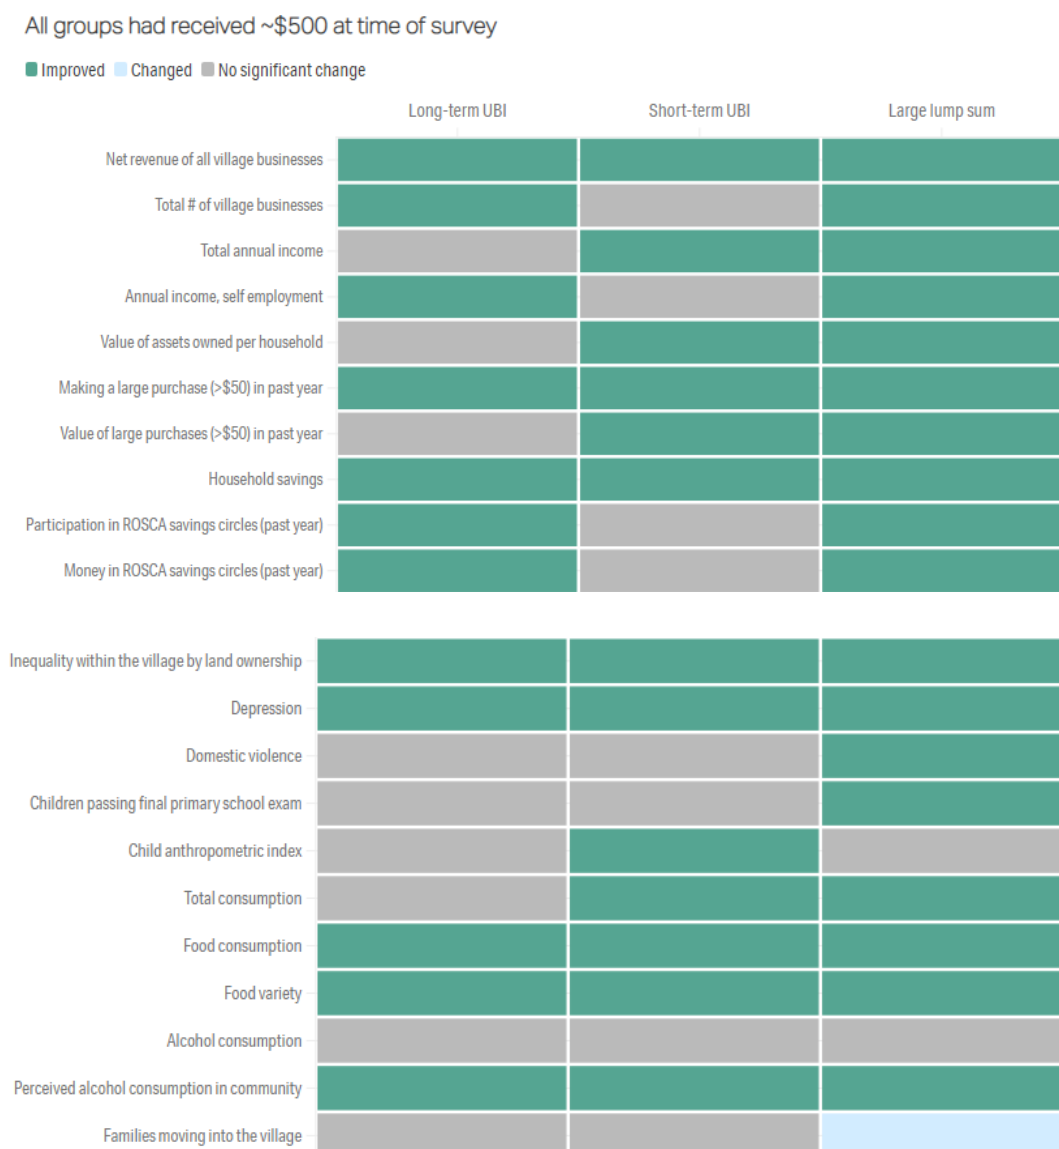 All groups had received ~$500 at time of survey
Improved Changed No significant change
Long-term UBI Short-term UBI Large lump sum
Net revenue of all village businesses
Total # of village businesses
Total annual income
Annual income, self employment
Value of assets owned per household
Making a large purchase (>$50) in past year
Value of large purchases (>$50) in past year
Household savings
Participation in ROSCA savings circles (past year)
Money in ROSCA savings circles (past year)
Inequality within the village by land ownership
Depression
Domestic violence
Children passing final primary school exam
Child anthropometric index
Total consumption
Food consumption
Food variety
Alcohol consumption
Perceived alcohol consumption in community
Families moving into the village